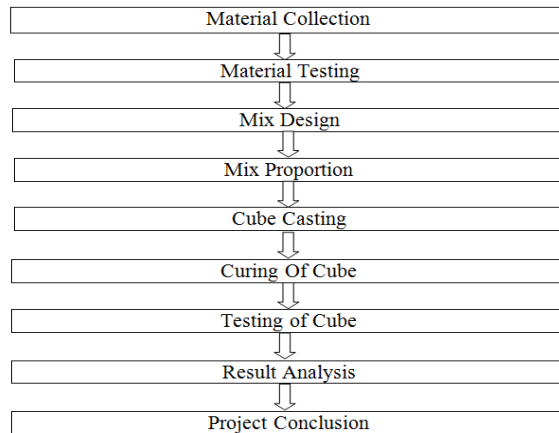 Material Collection
Material Testing
Mix Design
Mix Proportion
Cube Casting
Curing Of Cube
Testing of Cube
Result Analysis
Project Conclusion